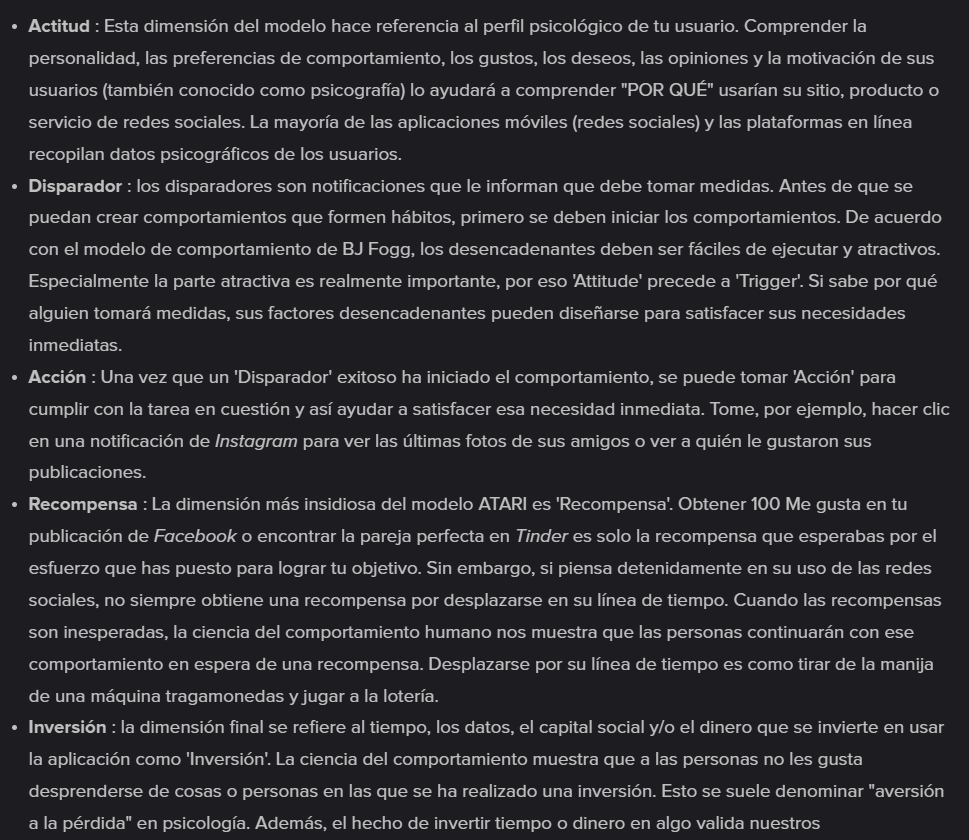 • Actitud : Esta dimensión del modelo hace referencia al perfil psicológico de tu usuario. Comprender la
personalidad, las preferencias de comportamiento, los gustos, los deseos, las opiniones y la motivación de sus
usuarios (también conocido como psicografía) lo ayudará a comprender "POR QUÉ" usarían su sitio, producto o
servicio de redes sociales. La mayoría de las aplicaciones móviles (redes sociales) y las plataformas en línea
recopilan datos psicográficos de los usuarios.
• Disparador : los disparadores son notificaciones que le informan que debe tomar medidas. Antes de que se
puedan crear comportamientos que formen hábitos, primero se deben iniciar los comportamientos. De acuerdo
con el modelo de comportamiento de BJ Fogg, los desencadenantes deben ser fáciles de ejecutar y atractivos.
Especialmente la parte atractiva es realmente importante, por eso 'Attitude' precede a 'Trigger'. Si sabe por qué
alguien tomará medidas, sus factores desencadenantes pueden diseñarse para satisfacer sus necesidades
inmediatas.
• Acción : Una vez que un 'Disparador' exitoso ha iniciado el comportamiento, se puede tomar 'Acción' para
cumplir con la tarea en cuestión y así ayudar a satisfacer esa necesidad inmediata. Tome, por ejemplo, hacer clic
en una notificación de Instagram para ver las últimas fotos de sus amigos o ver a quién le gustaron sus
publicaciones.
• Recompensa : La dimensión más insidiosa del modelo ATARI es 'Recompensa'. Obtener 100 Me gusta en tu
publicación de Facebook o encontrar la pareja perfecta en Tinder es solo la recompensa que esperabas por el
esfuerzo que has puesto para lograr tu objetivo. Sin embargo, si piensa detenidamente en su uso de las redes
sociales, no siempre obtiene una recompensa por desplazarse en su línea de tiempo. Cuando las recompensas
son inesperadas, la ciencia del comportamiento humano nos muestra que las personas continuarán con ese
comportamiento en espera de una recompensa. Desplazarse por su línea de tiempo es como tirar de la manija
de una máquina tragamonedas y jugar a la lotería.
• Inversión : la dimensión final se refiere al tiempo, los datos, el capital social y/o el dinero que se invierte en usar
la aplicación como 'Inversión'. La ciencia del comportamiento muestra que a las personas no les gusta
desprenderse de cosas o personas en las que se ha realizado una inversión. Esto se suele denominar "aversión
a la pérdida" en psicología. Además, el hecho de invertir tiempo o dinero en algo valida nuestros